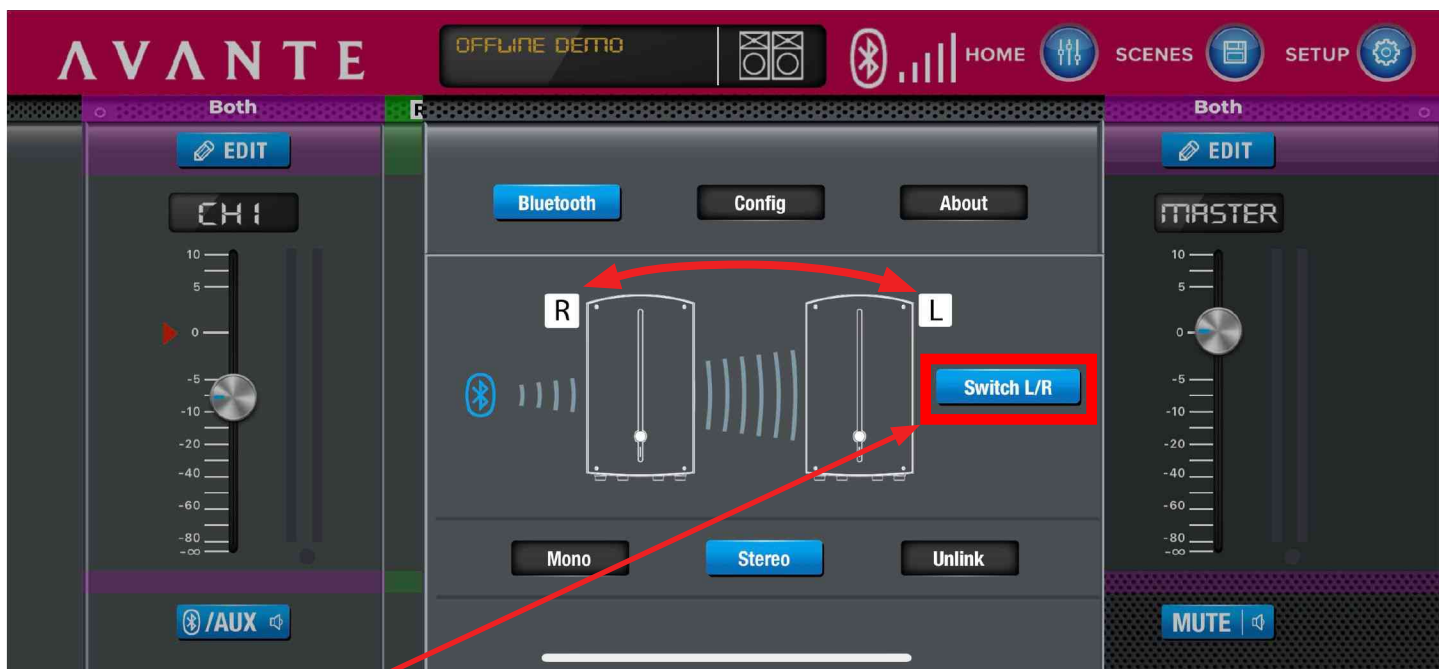 AVANTE
OFFLINE DEMO
HOME
SCENES
SETUP
Both
Both
EDIT
EDIT
Bluetooth
Config
About
CH1
MASTER
10
5
0
-5
-10
-20
-40
-60
-80
-∞
R
L
Switch L/R
10
5
0
-5
-10
-20
-40
-60
-80
-∞
Mono
Stereo
Unlink
/AUX
MUTE